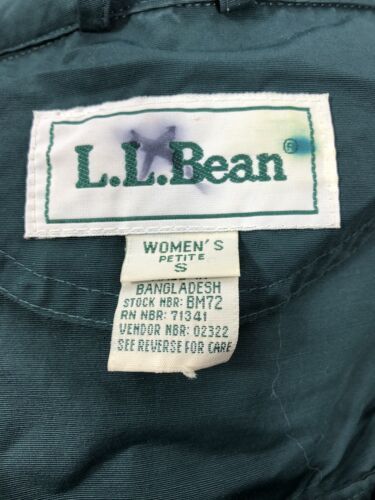 L.L.Bean®
WOMEN'S
PETITE
S
BANGLADESH
STOCK NBR: BM72
RN NBR: 71341
VENDOR NBR: 02322
SEE REVERSE FOR CARE